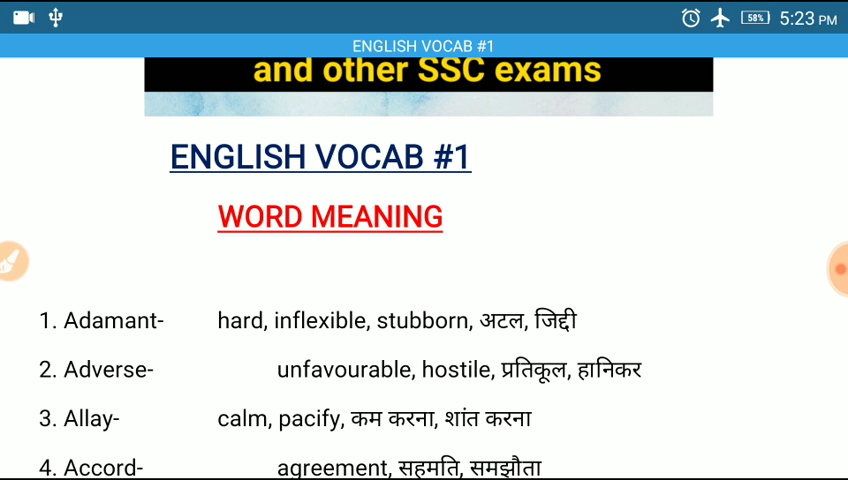 58% 5:23 PM
ENGLISH VOCAB #1
and other SSC exams
ENGLISH VOCAB #1
WORD MEANING
1. Adamant- hard, inflexible, stubborn, अटल, जिद्दी
2. Adverse- unfavourable, hostile, प्रतिकूल, हानिकर
3. Allay- calm, pacify, कम करना, शांत करना
4. Accord- agreement, सहमति, समझौता